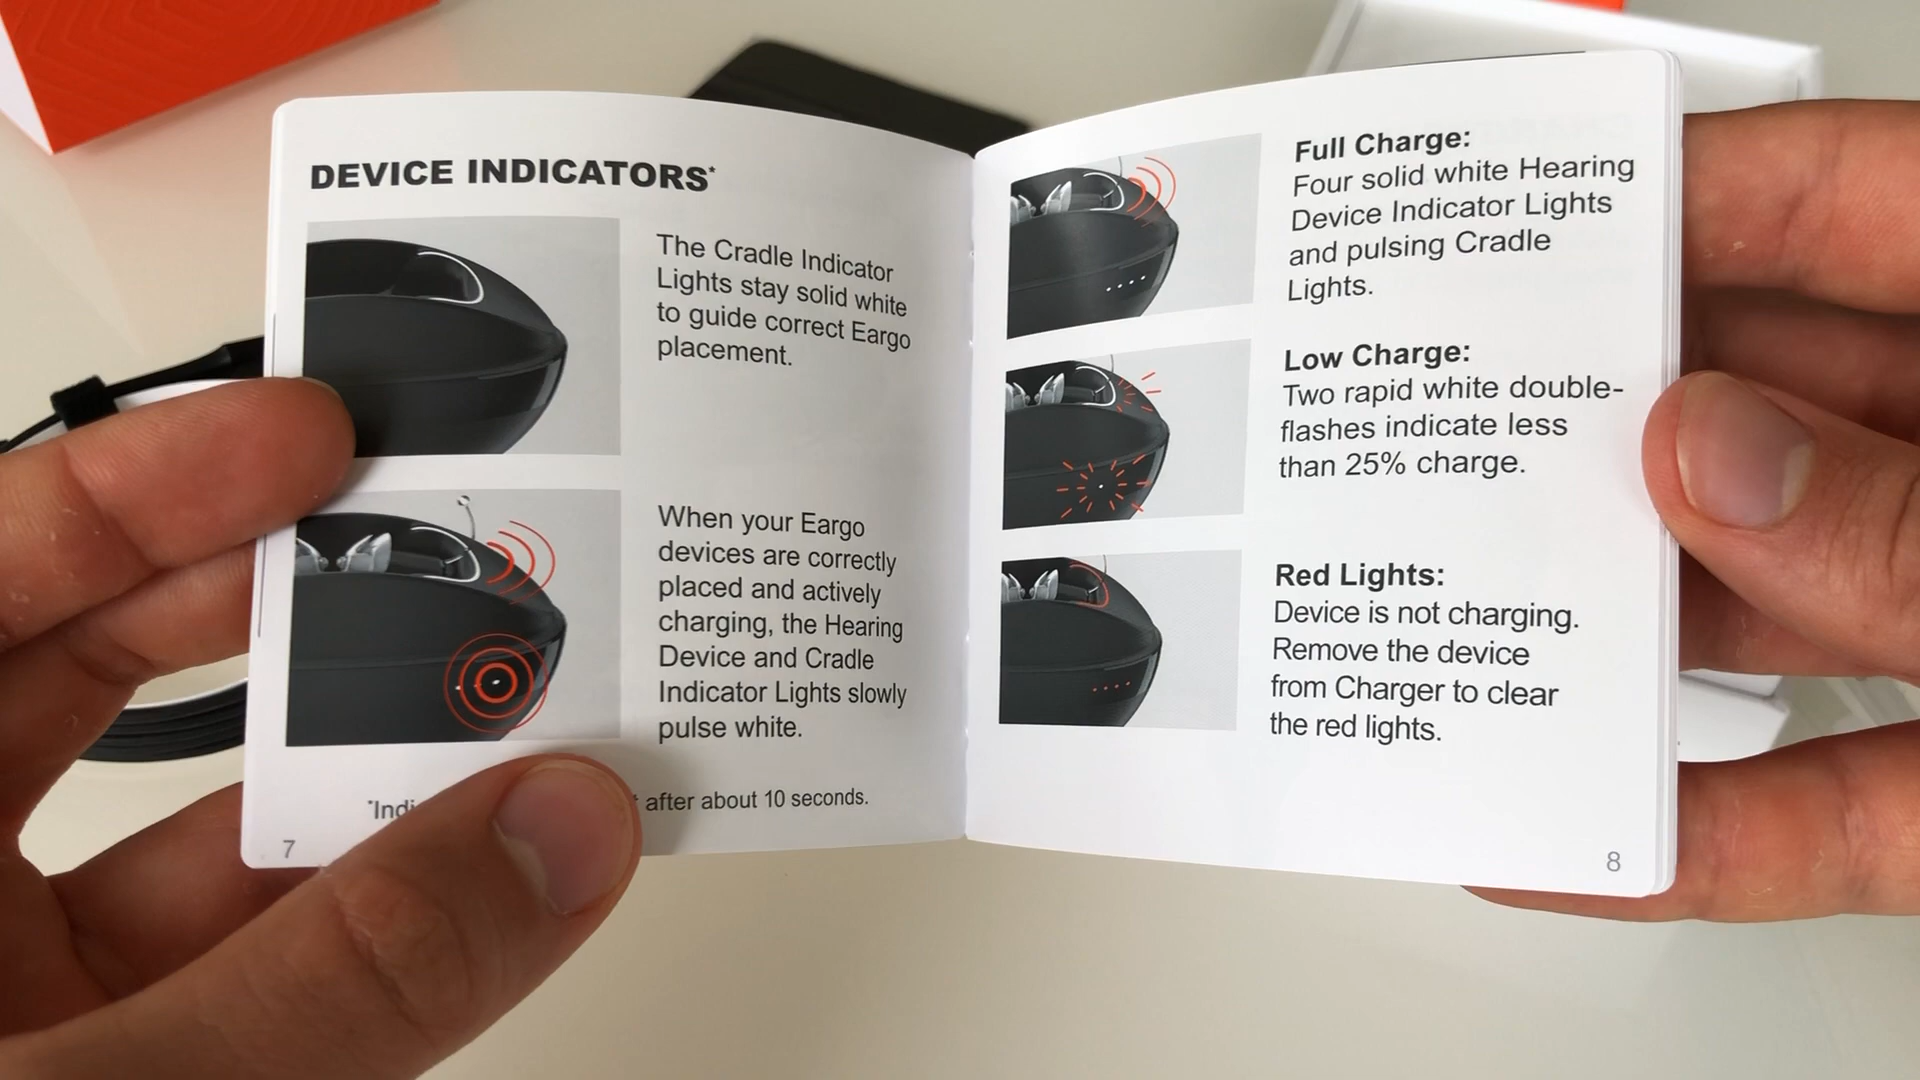 DEVICE INDICATORS*
The Cradle Indicator
Lights stay solid white
to guide correct Eargo
placement.
When your Eargo
devices are correctly
placed and actively
charging, the Hearing
Device and Cradle
Indicator Lights slowly
pulse white.
after about 10 seconds.
7
Full Charge:
Four solid white Hearing
Device Indicator Lights
and pulsing Cradle
Lights.
Low Charge:
Two rapid white double-
flashes indicate less
than 25% charge.
Red Lights:
Device is not charging.
Remove the device
from Charger to clear
the red lights.
8